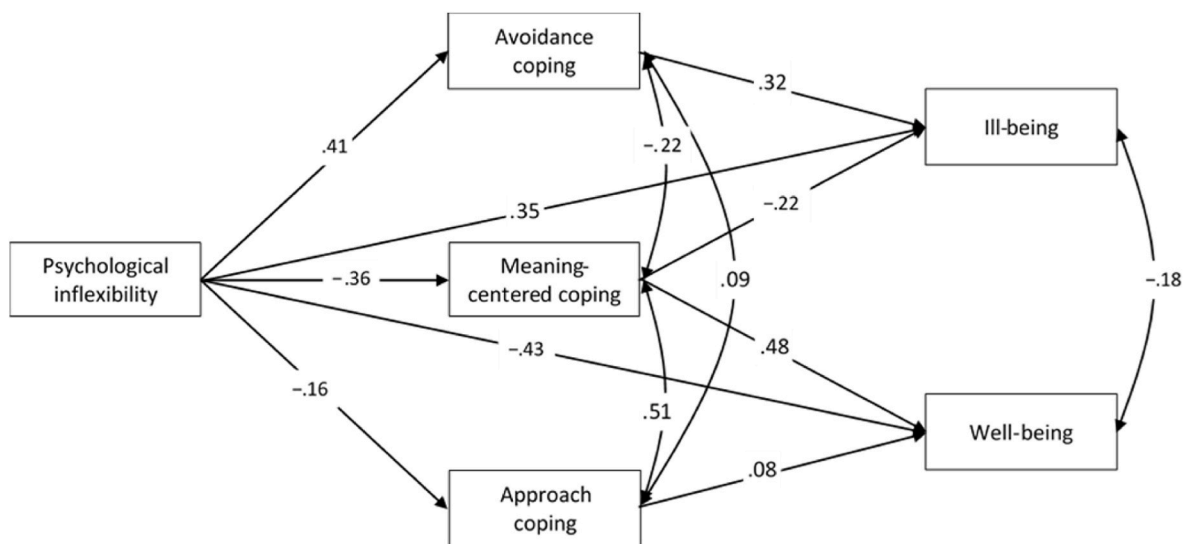 Avoidance
coping
.32
Ill-being
.41
−.22
−.22
.35
Psychological
inflexibility
−.36
Meaning-
centered coping
.09
−.18
−.43
.48
−.16
.51
Well-being
.08
Approach
coping